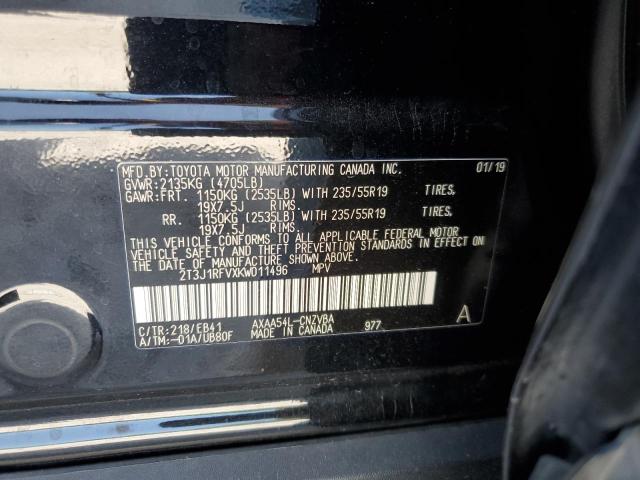 MFD.BY:TOYOTA MOTOR MANUFACTURING CANADA INC. 01/19
GVWR:2135KG (4705LB)
GAWR:FRT. 1150KG (2535LB) WITH 235/55R19 TIRES.
19X7.5J RIMS.
RR. 1150KG (2535LB) WITH 235/55R19 TIRES.
19X7.5J RIMS.
THIS VEHICLE CONFORMS TO ALL APPLICABLE FEDERAL MOTOR
VEHICLE SAFETY AND THEFT PREVENTION STANDARDS IN EFFECT
ON THE DATE OF MANUFACTURE SHOWN ABOVE.
2T3J1RFVXKW011496 MPV
C/TR:218/EB41 AXAA54L-CNZVBA A
A/TM:-01A/UB80F MADE IN CANADA 977